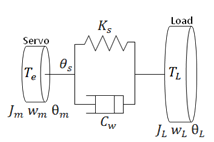 Load
Servo
K_s
θ_s
T_e
T_L
C_w
J_m w_m θ_m
J_L w_L θ_L